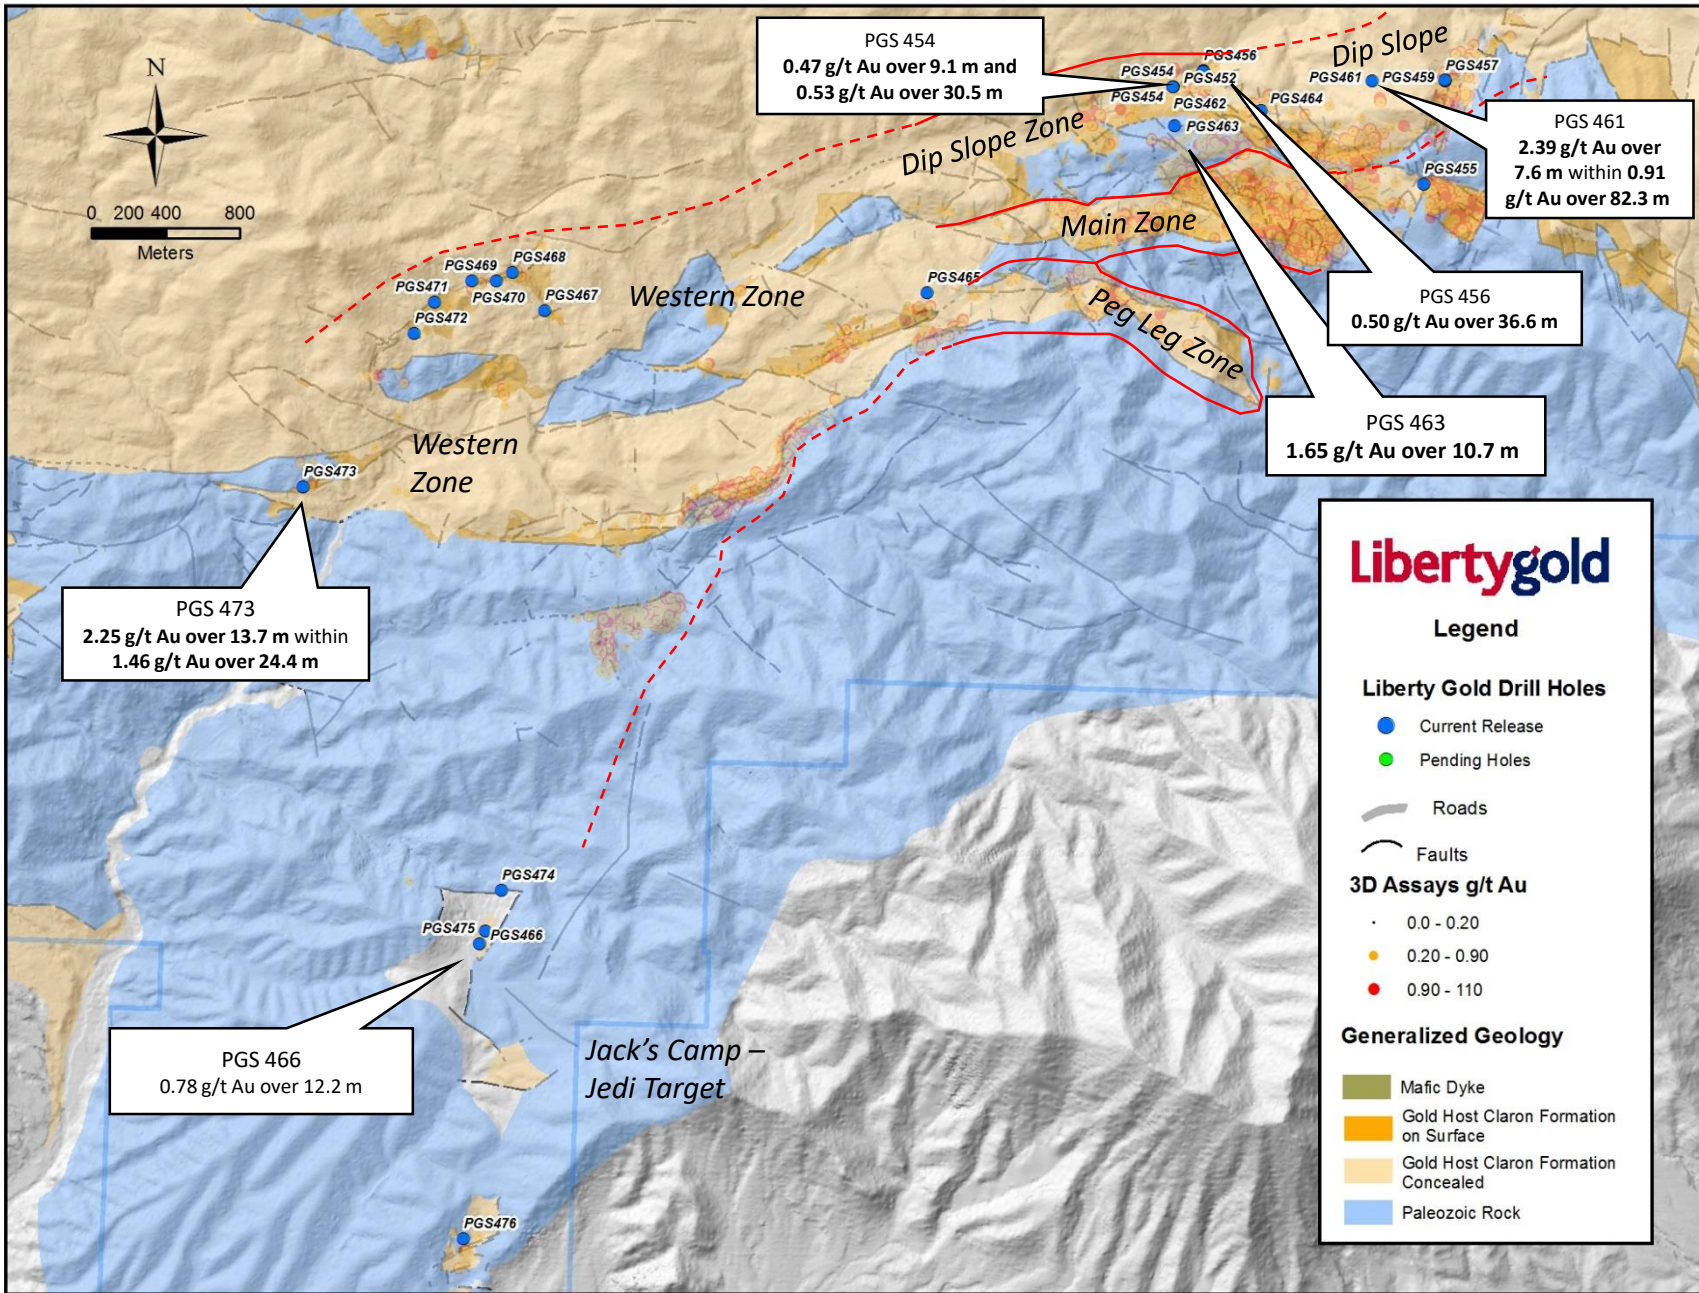 PGS 454
0.47 g/t Au over 9.1 m and
0.53 g/t Au over 30.5 m
Dip Slope
PGS456
PGS454
PGS452
PGS454
PGS462
PGS464
PGS463
PGS461
PGS459
PGS457
PGS455
N
0 200 400 800
Meters
Dip Slope Zone
Main Zone
PGS 461
2.39 g/t Au over
7.6 m within 0.91
g/t Au over 82.3 m
PGS469
PGS468
PGS471
PGS470
PGS467
PGS472
Western Zone
PGS465
Peg Leg Zone
PGS 456
0.50 g/t Au over 36.6 m
PGS 463
1.65 g/t Au over 10.7 m
Western
Zone
PGS473
PGS 473
2.25 g/t Au over 13.7 m within
1.46 g/t Au over 24.4 m
PGS474
PGS475
PGS466
PGS 466
0.78 g/t Au over 12.2 m
Jack's Camp –
Jedi Target
PGS476
Libertygold
Legend
Liberty Gold Drill Holes
Current Release
Pending Holes
Roads
Faults
3D Assays g/t Au
0.0 - 0.20
0.20 - 0.90
0.90 - 110
Generalized Geology
Mafic Dyke
Gold Host Claron Formation
on Surface
Gold Host Claron Formation
Concealed
Paleozoic Rock